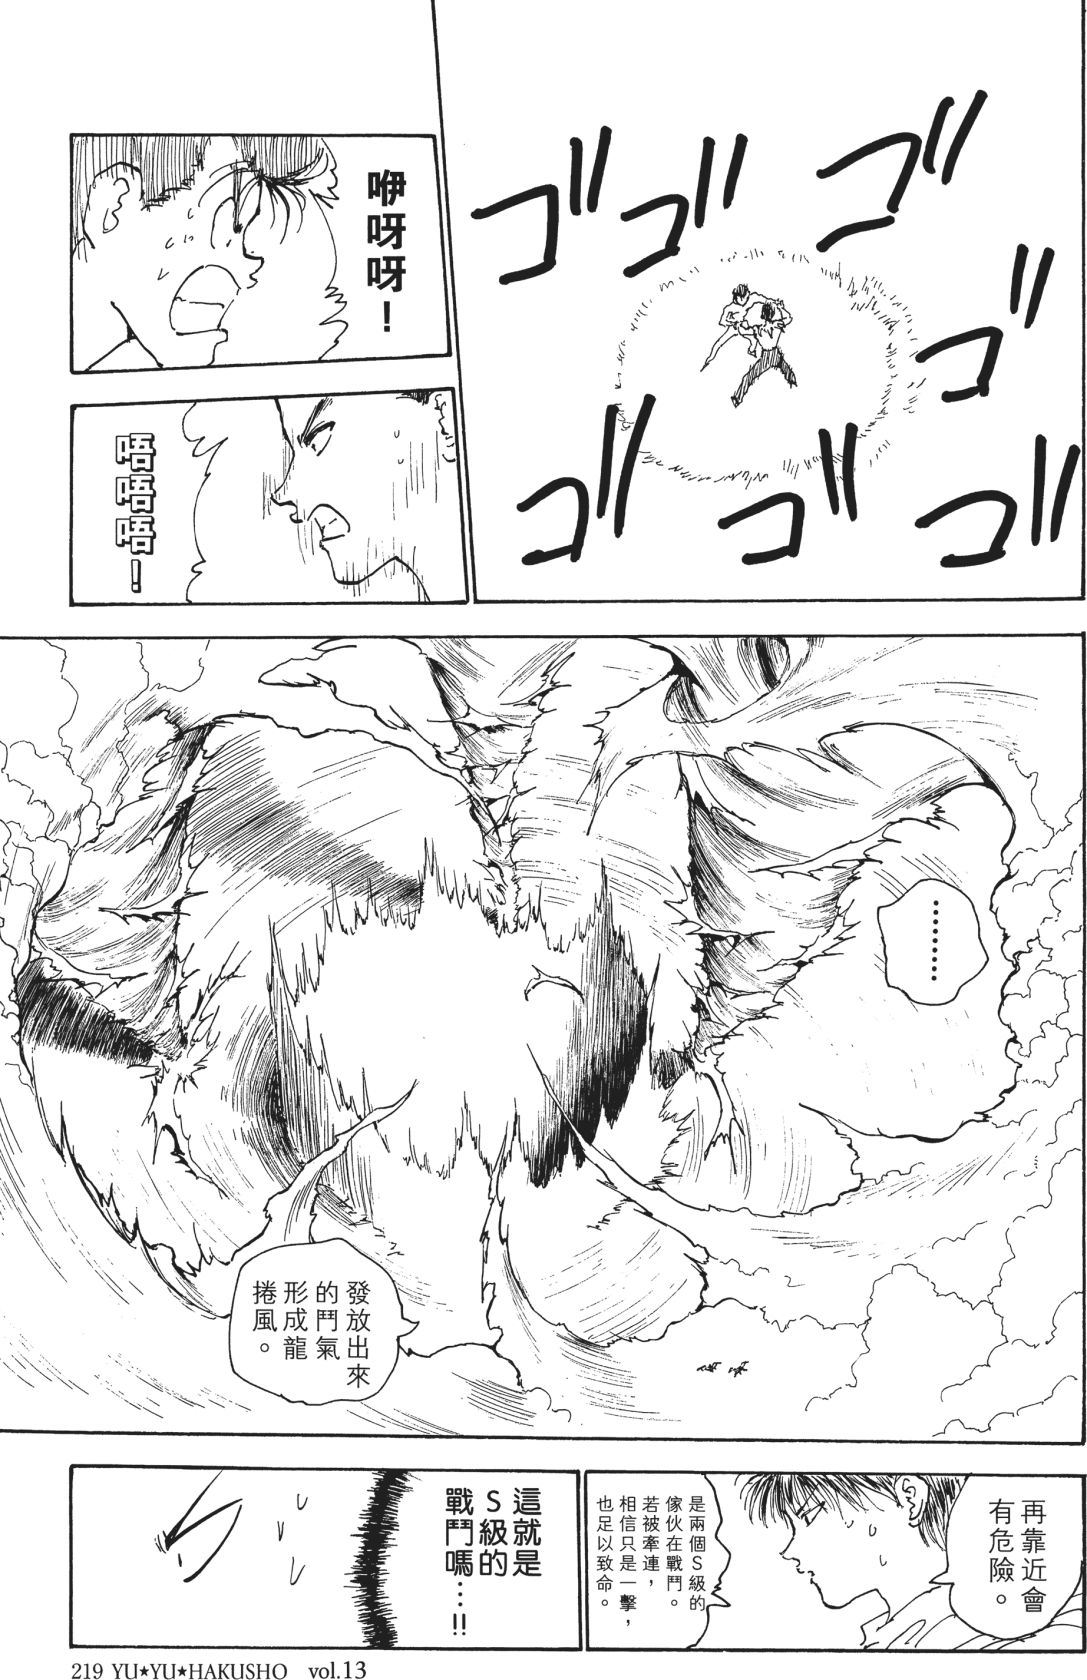 ゴゴゴゴゴゴゴ
咿呀呀！
唔唔唔！
………
發放出來
的鬥氣
形成龍
捲風。
再靠近會
有危險。
是兩個S級的
傢伙在戰鬥。
若被牽連，
相信只是一擊，
也足以致命。
這就是
S級的
戰鬥嗎…!!
219 YU★YU★HAKUSHO vol.13